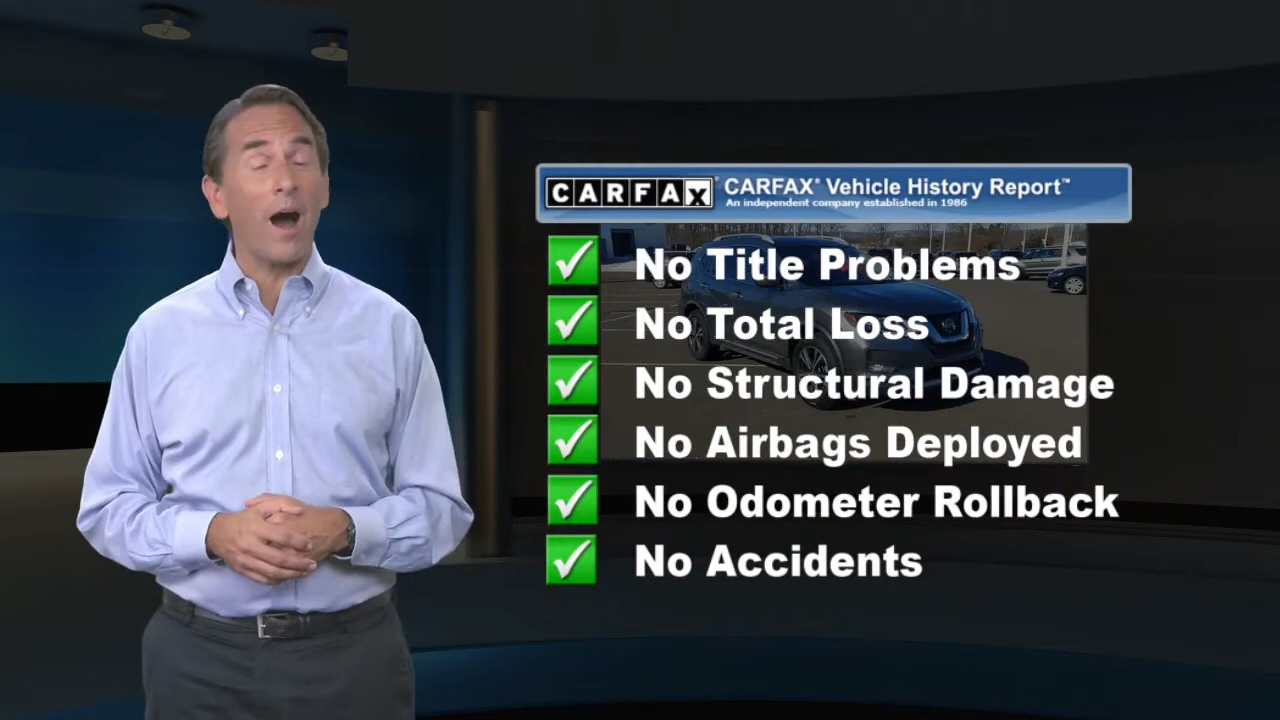 CARFAX
CARFAX® Vehicle History Report™
An independent company established in 1986
No Title Problems
No Total Loss
No Structural Damage
No Airbags Deployed
No Odometer Rollback
No Accidents